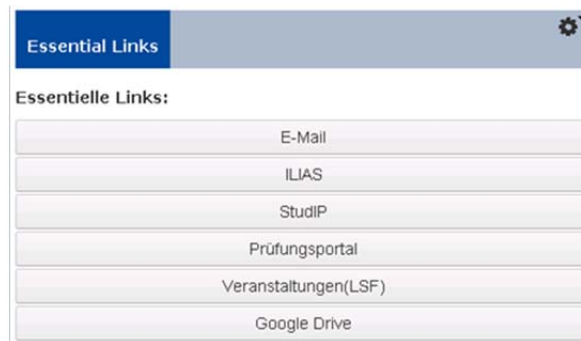 Essential Links
Essentielle Links:
E-Mail
ILIAS
StudIP
Prüfungsportal
Veranstaltungen(LSF)
Google Drive